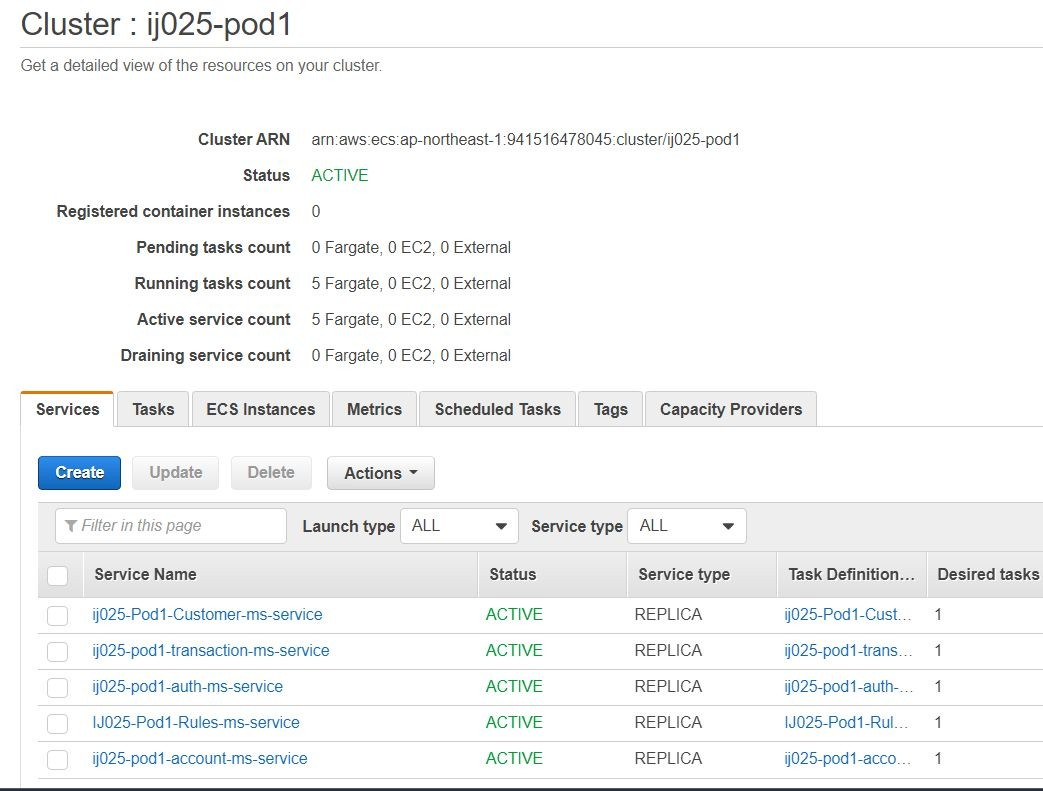 Cluster : ij025-pod1
Get a detailed view of the resources on your cluster.
Cluster ARN arn:aws:ecs:ap-northeast-1:941516478045:cluster/ij025-pod1
Status ACTIVE
Registered container instances 0
Pending tasks count 0 Fargate, 0 EC2, 0 External
Running tasks count 5 Fargate, 0 EC2, 0 External
Active service count 5 Fargate, 0 EC2, 0 External
Draining service count 0 Fargate, 0 EC2, 0 External
Services Tasks ECS Instances Metrics Scheduled Tasks Tags Capacity Providers
Create Update Delete Actions
Filter in this page Launch type ALL Service type ALL
Service Name Status Service type Task Definition... Desired tasks
ij025-Pod1-Customer-ms-service ACTIVE REPLICA ij025-Pod1-Cust... 1
ij025-pod1-transaction-ms-service ACTIVE REPLICA ij025-pod1-trans... 1
ij025-pod1-auth-ms-service ACTIVE REPLICA ij025-pod1-auth-... 1
IJ025-Pod1-Rules-ms-service ACTIVE REPLICA IJ025-Pod1-Rul... 1
ij025-pod1-account-ms-service ACTIVE REPLICA ij025-pod1-acco... 1